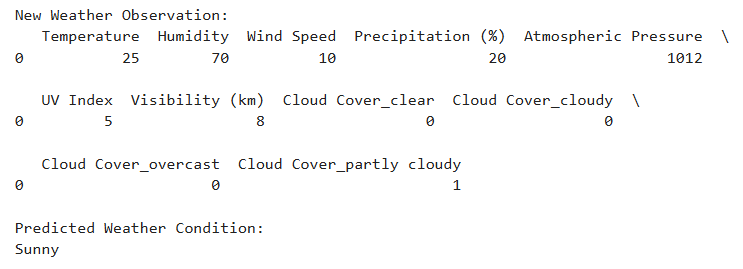 New Weather Observation:
Temperature Humidity Wind Speed Precipitation (%) Atmospheric Pressure \
0 25 70 10 20 1012
UV Index Visibility (km) Cloud Cover_clear Cloud Cover_cloudy \
0 5 8 0 0
Cloud Cover_overcast Cloud Cover_partly cloudy
0 0 1
Predicted Weather Condition:
Sunny